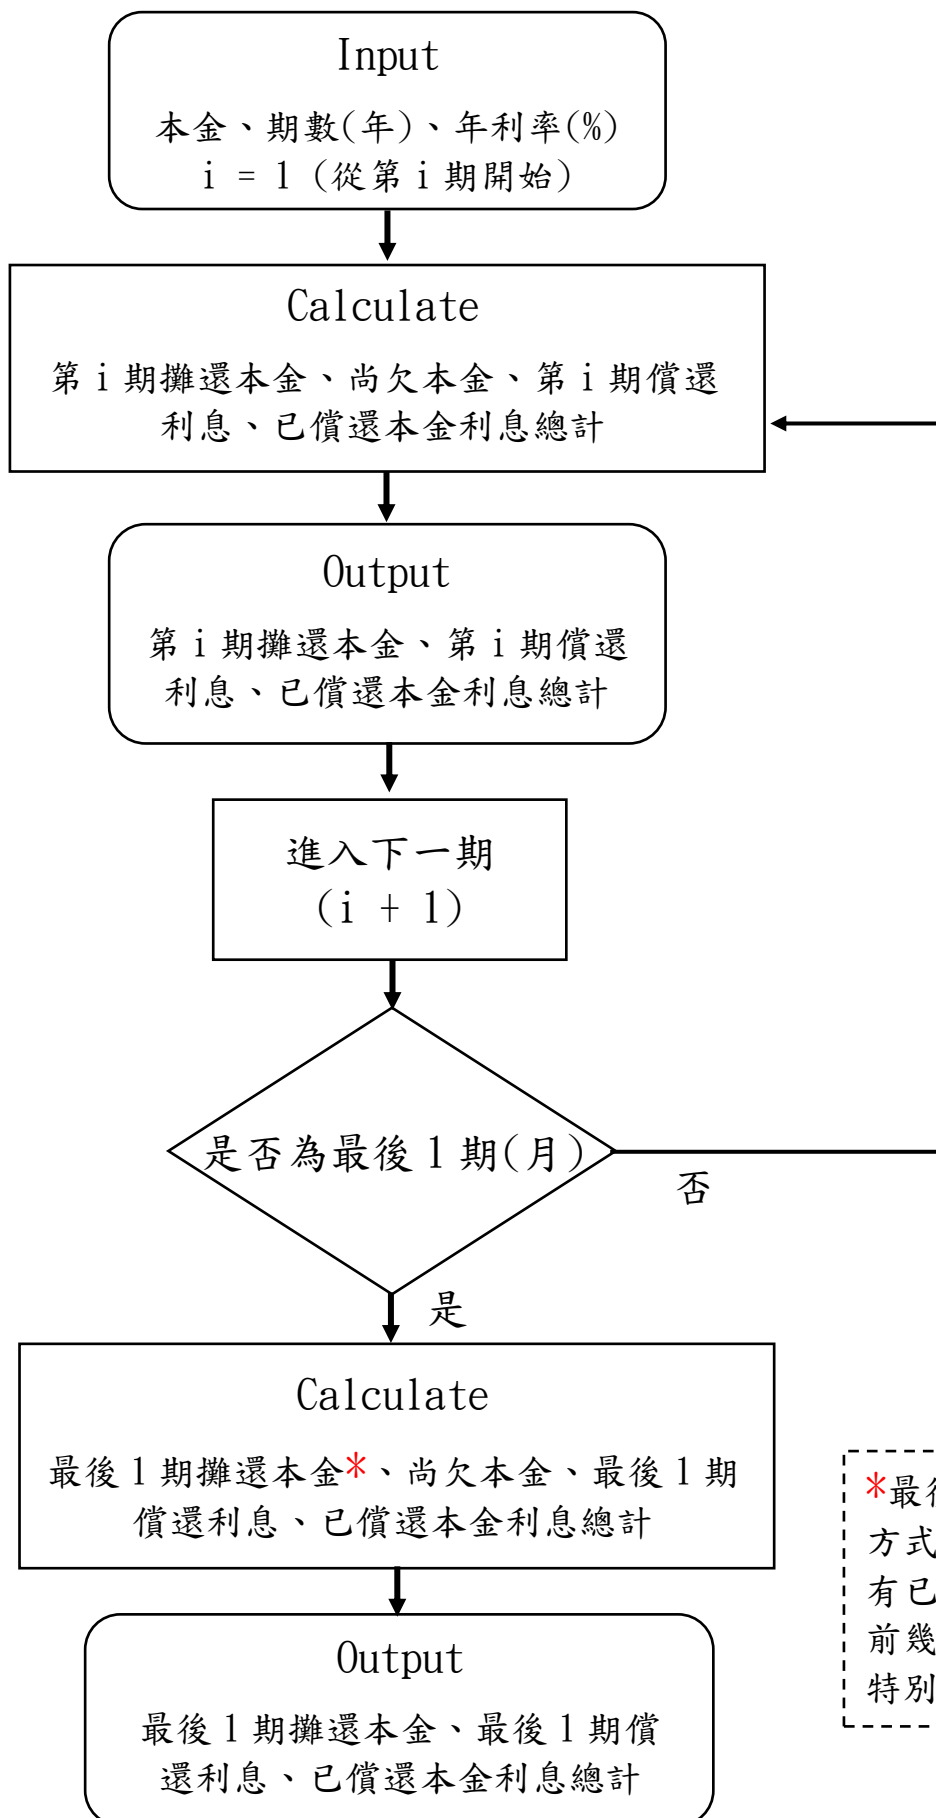 Input
本金、期數(年)、年利率(%)
i = 1 (從第 i 期開始)
Calculate
第 i 期攤還本金、尚欠本金、第 i 期償還
利息、已償還本金利息總計
Output
第 i 期攤還本金、第 i 期償還
利息、已償還本金利息總計
進入下一期
(i + 1)
是否為最後 1 期(月)
否
是
Calculate
最後 1 期攤還本金*、尚欠本金、最後 1 期
償還利息、已償還本金利息總計
*最
方式
有已
前幾
特別
Output
最後 1 期攤還本金、最後 1 期償
還利息、已償還本金利息總計